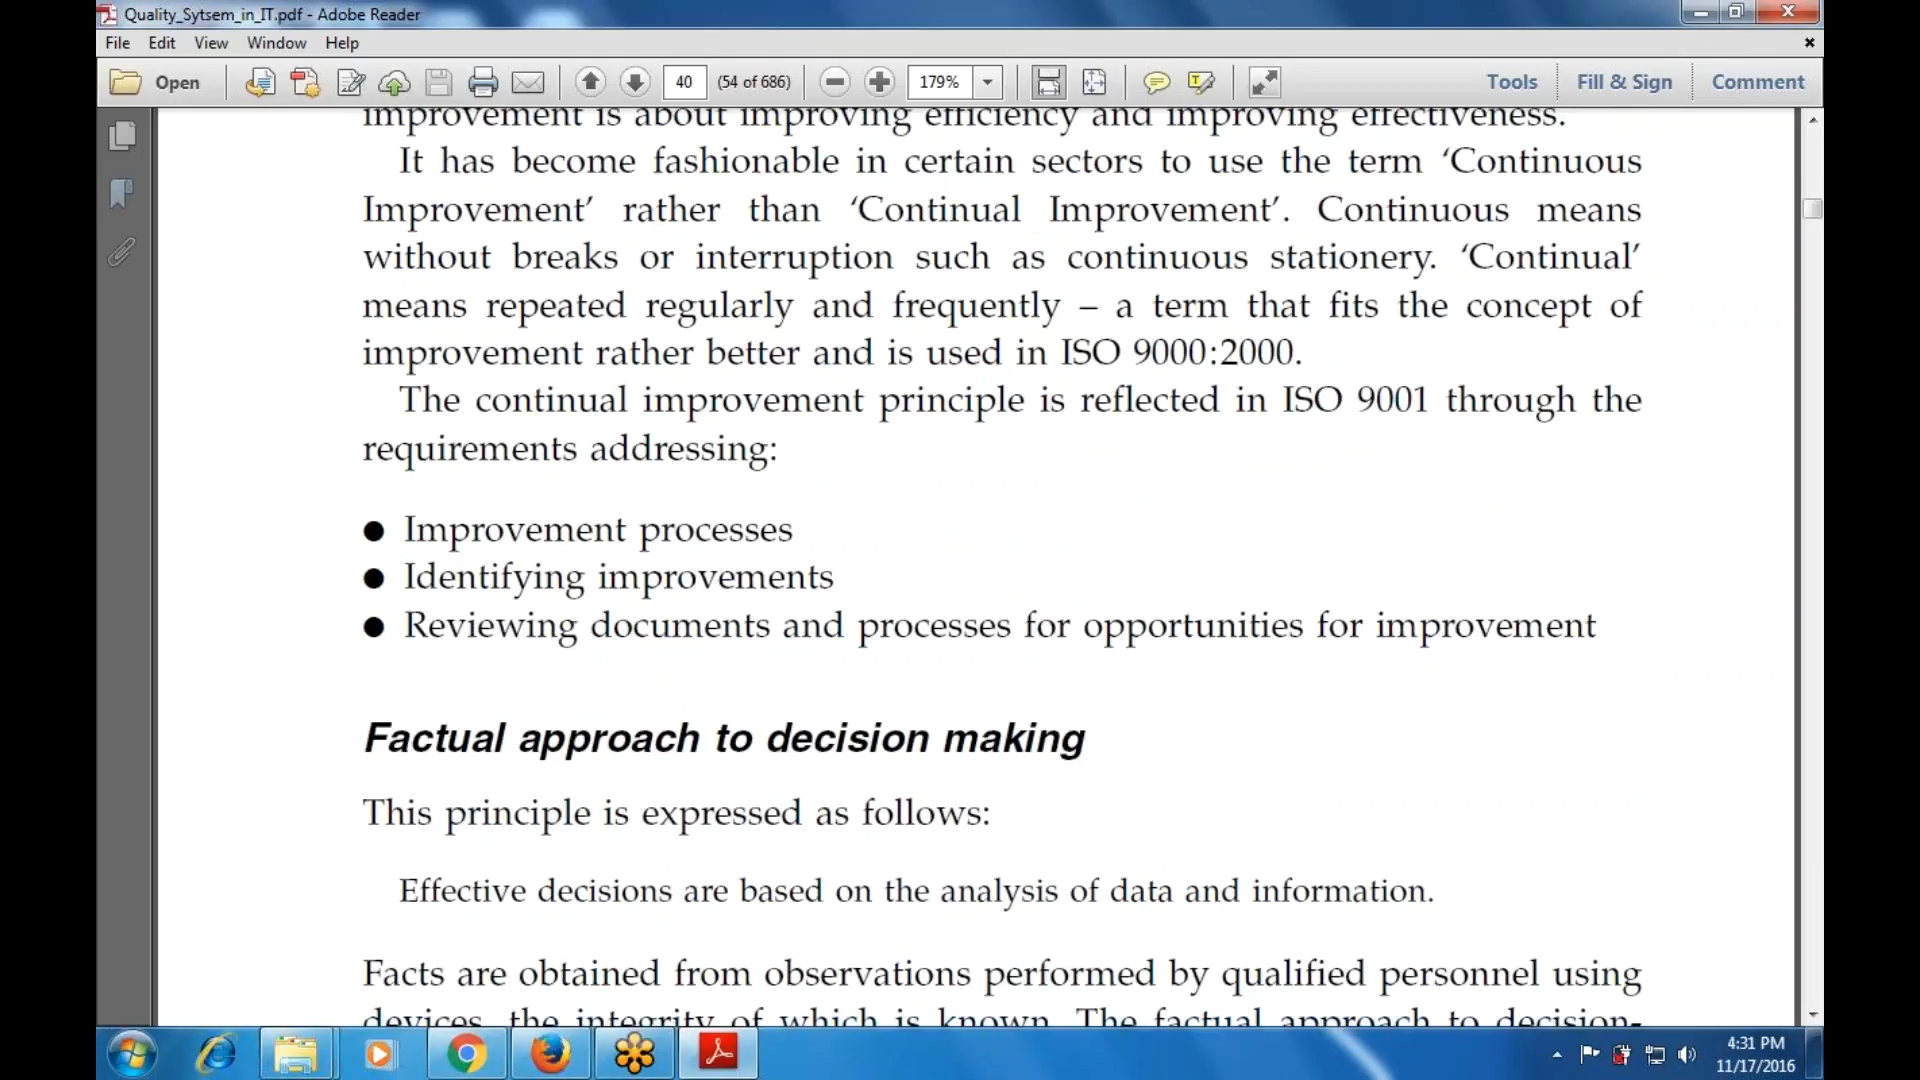 Quality_Sytsem_in_IT.pdf - Adobe Reader
File Edit View Window Help
Open 40 (54 of 686) 179% Tools Fill & Sign Comment
improvement is about improving efficiency and improving effectiveness.
It has become fashionable in certain sectors to use the term ‘Continuous
Improvement’ rather than ‘Continual Improvement’. Continuous means
without breaks or interruption such as continuous stationery. ‘Continual’
means repeated regularly and frequently – a term that fits the concept of
improvement rather better and is used in ISO 9000:2000.
The continual improvement principle is reflected in ISO 9001 through the
requirements addressing:
● Improvement processes
● Identifying improvements
● Reviewing documents and processes for opportunities for improvement
Factual approach to decision making
This principle is expressed as follows:
Effective decisions are based on the analysis of data and information.
Facts are obtained from observations performed by qualified personnel using
devices, the integrity of which is known. The factual approach to decision-
4:31 PM
11/17/2016